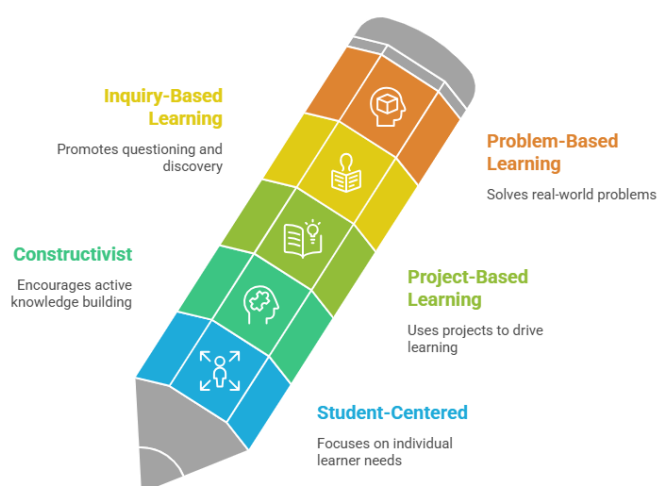 Inquiry-Based
Learning
Promotes questioning and
discovery
Problem-Based
Learning
Solves real-world problems
Constructivist
Encourages active
knowledge building
Project-Based
Learning
Uses projects to drive
learning
Student-Centered
Focuses on individual
learner needs